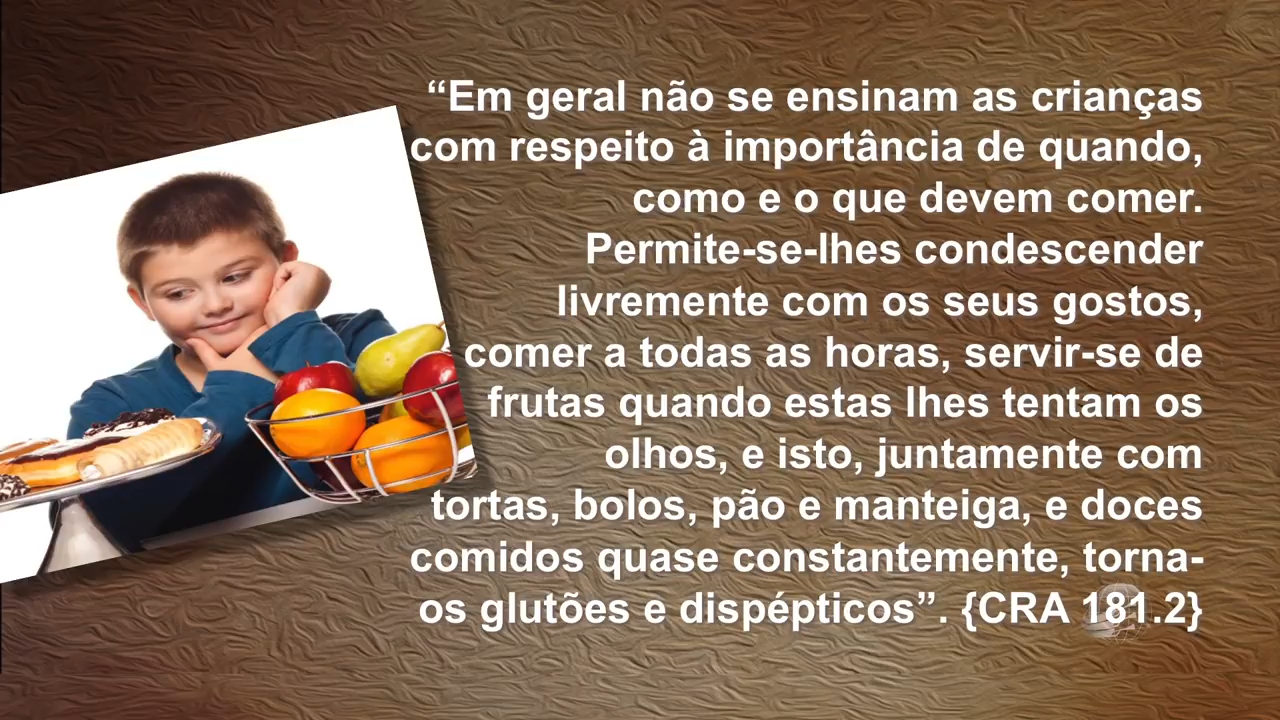 “Em geral não se ensinam as crianças
com respeito à importância de quando,
como e o que devem comer.
Permite-se-lhes condescender
livremente com os seus gostos,
comer a todas as horas, servir-se de
frutas quando estas lhes tentam os
olhos, e isto, juntamente com
tortas, bolos, pão e manteiga, e doces
comidos quase constantemente, torna-
os glutões e dispépticos”. {CRA 181.2}